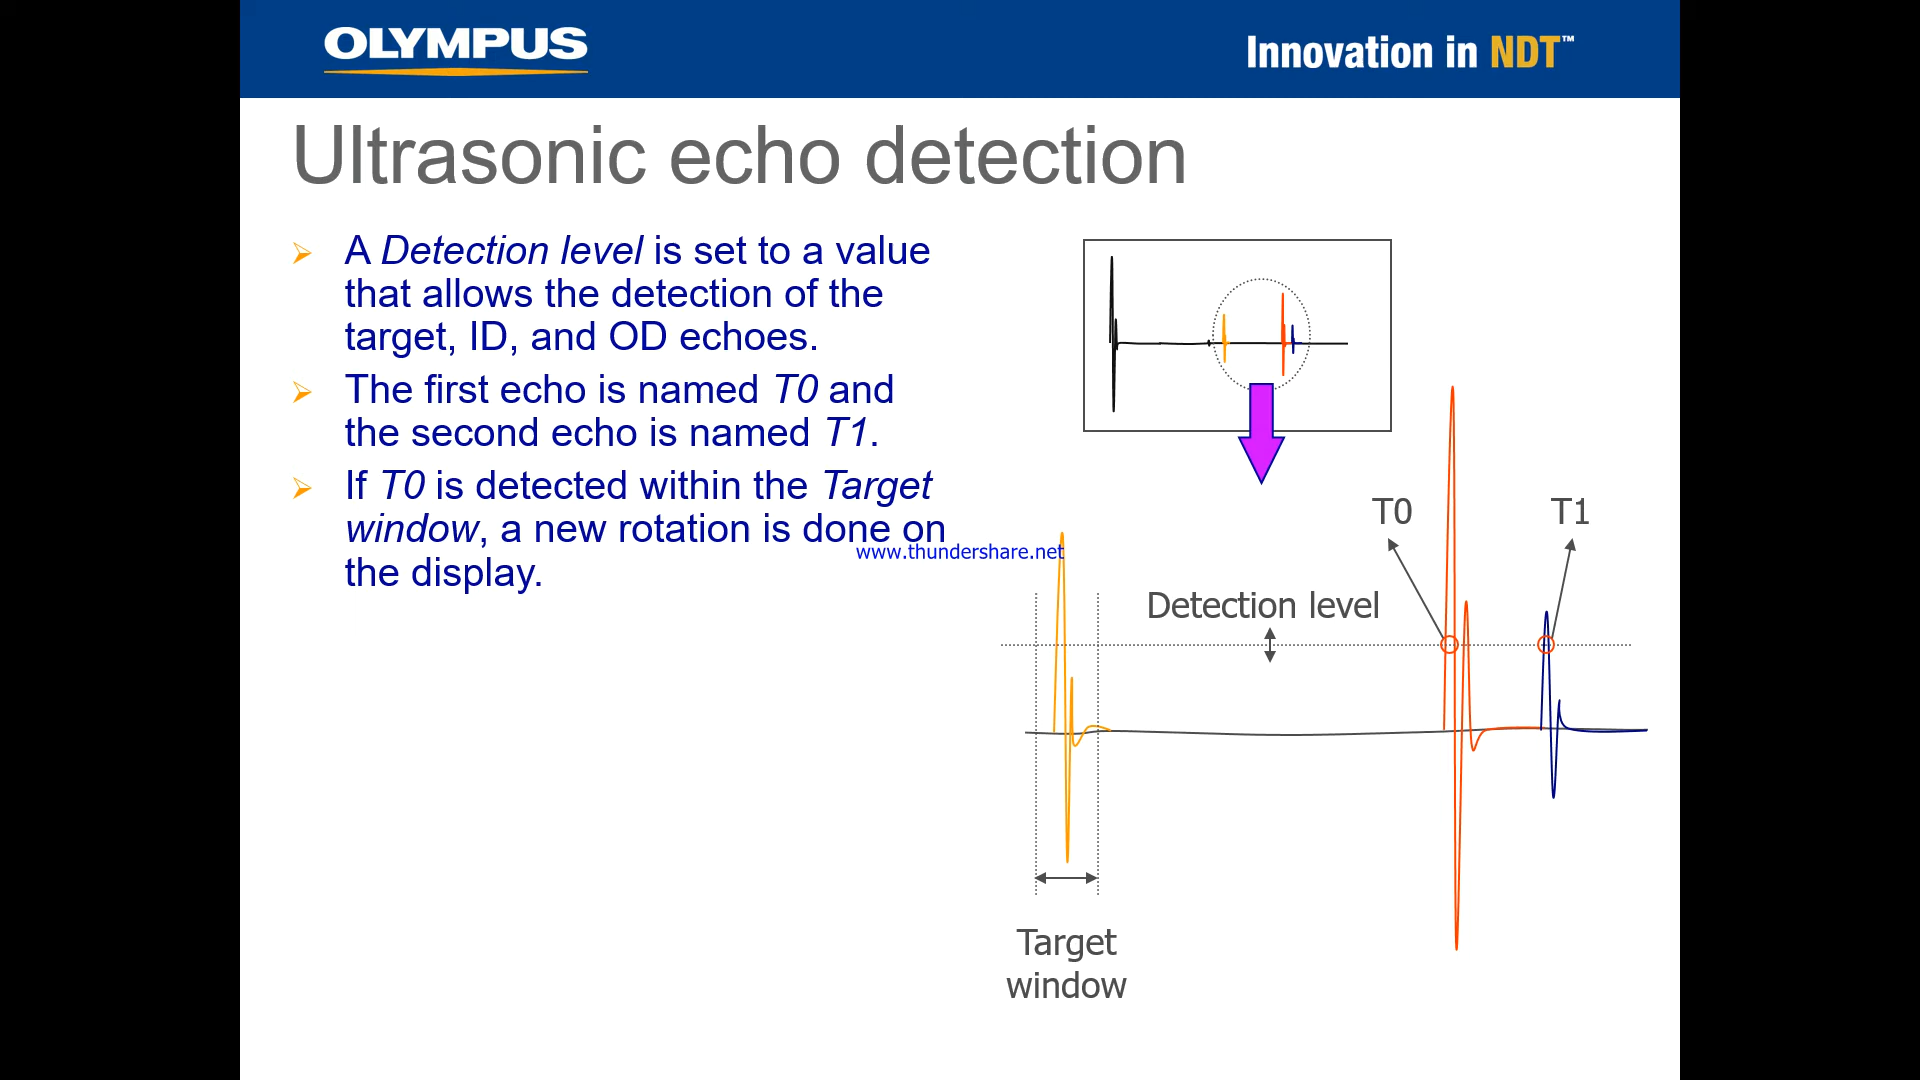 OLYMPUS
Innovation in NDT™
Ultrasonic echo detection
A Detection level is set to a value
that allows the detection of the
target, ID, and OD echoes.
The first echo is named T0 and
the second echo is named T1.
If T0 is detected within the Target
window, a new rotation is done on
the display.
www.thundershare.net
T0
T1
Detection level
Target
window